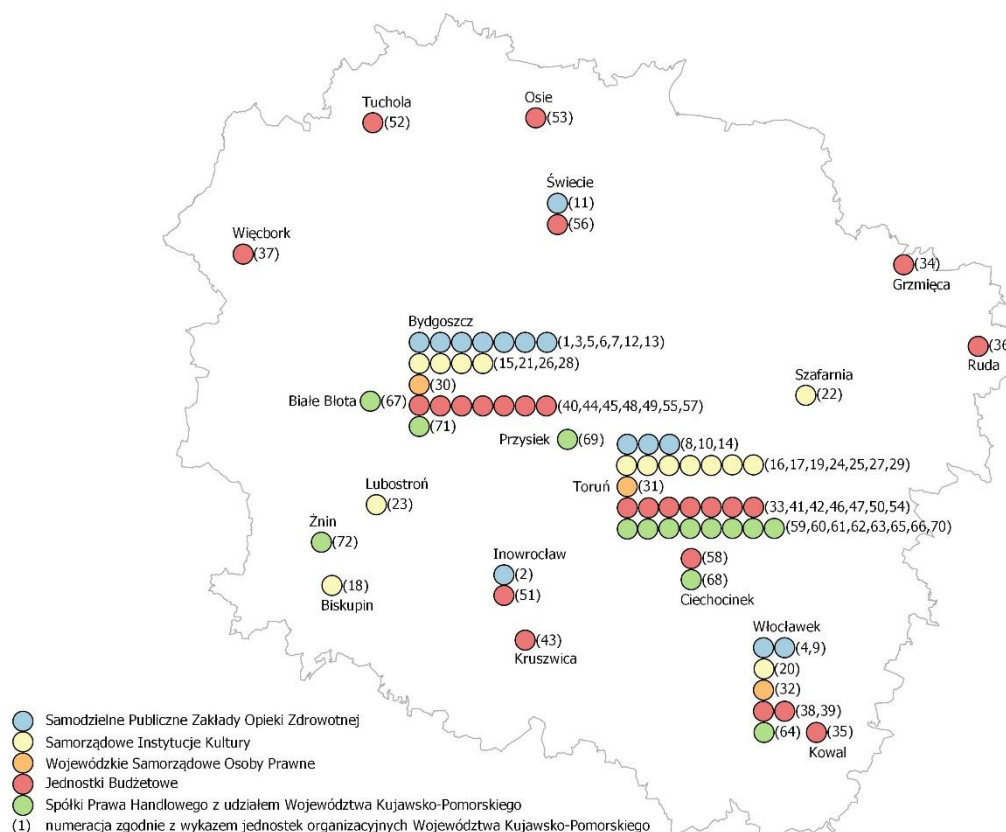 Tuchola
(52)
Osie
(53)
Świecie
(11)
(56)
Więcbork
(37)
(34)
Grzmięca
(36
Ruda
Bydgoszcz
(1,3,5,6,7,12,13)
(15,21,26,28)
(30)
(40,44,45,48,49,55,57)
(71)
Białe Błota
(67)
Szafarnia
(22)
Przysiek
(69)
Toruń
(8,10,14)
(16,17,19,24,25,27,29)
(31)
(33,41,42,46,47,50,54)
(59,60,61,62,63,65,66,70)
Lubostroń
(23)
Żnin
(72)
(18)
Biskupin
Inowrocław
(2)
(51)
(58)
(68)
Ciechocinek
(43)
Kruszwica
Włocławek
(4,9)
(20)
(32)
(38,39)
(64)
(35)
Kowal
Samodzielne Publiczne Zakłady Opieki Zdrowotnej
Samorządowe Instytucje Kultury
Wojewódzkie Samorządowe Osoby Prawne
Jednostki Budżetowe
Spółki Prawa Handlowego z udziałem Województwa Kujawsko-Pomorskiego
(1) numeracja zgodnie z wykazem jednostek organizacyjnych Województwa Kujawsko-Pomorskiego